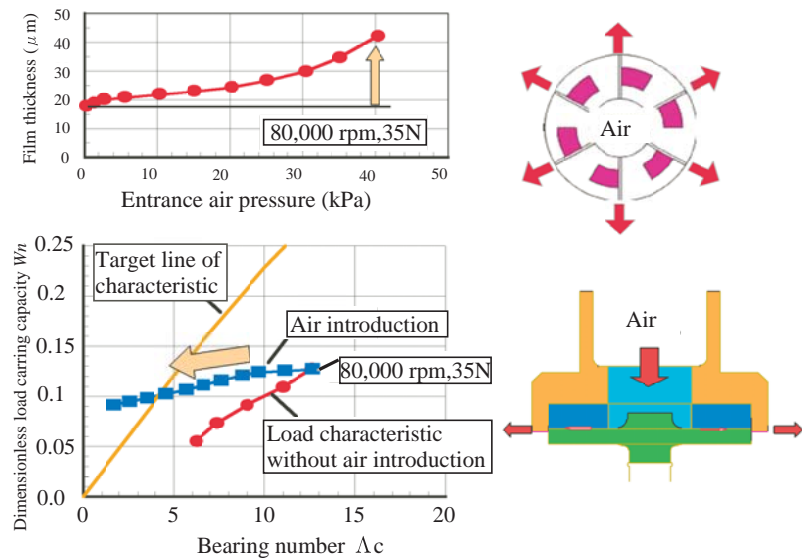 Film thickness (μm)
50
40
30
20
10
0
80,000 rpm,35N
0
10
20
30
40
50
Entrance air pressure (kPa)
Air
Dimensionless load carring capacity Wn
0.25
0.2
0.15
0.1
0.05
0.0
Target line of
characteristic
Air introduction
80,000 rpm,35N
Load characteristic
without air introduction
0
5
10
15
20
Bearing number Λc
Air